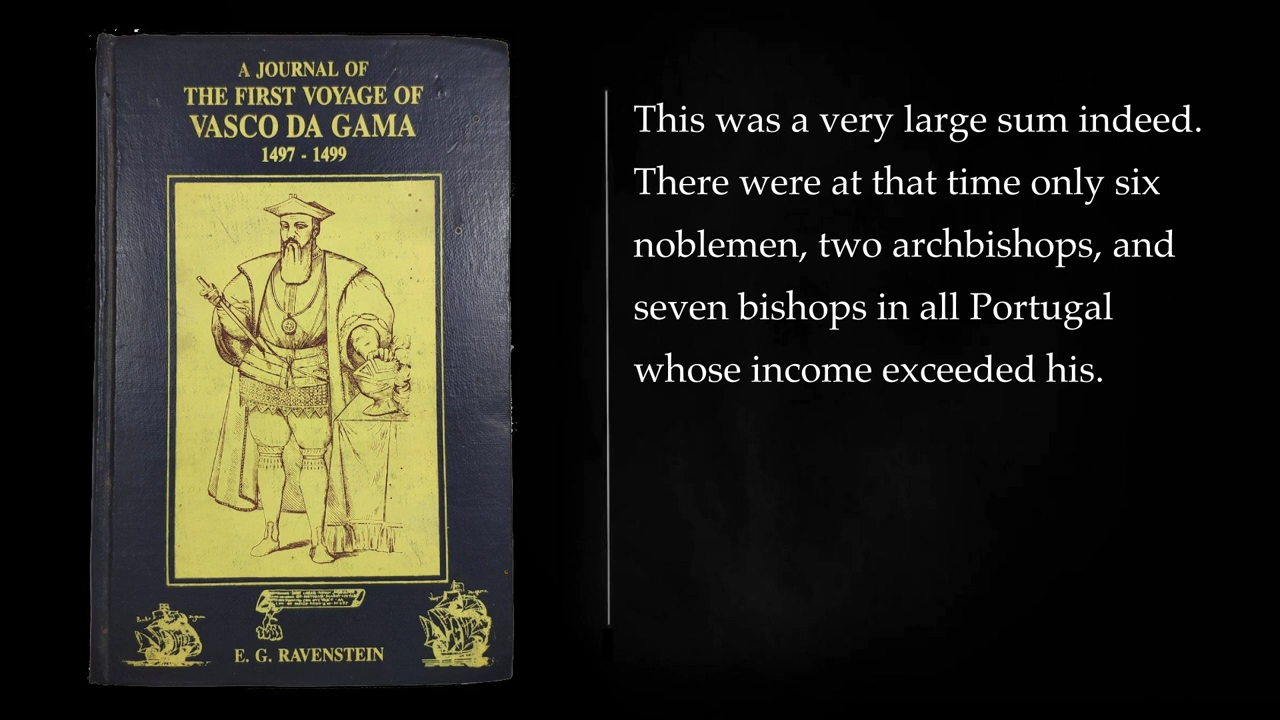 A JOURNAL OF
THE FIRST VOYAGE OF
VASCO DA GAMA
1497 - 1499
E. G. RAVENSTEIN
This was a very large sum indeed.
There were at that time only six
noblemen, two archbishops, and
seven bishops in all Portugal
whose income exceeded his.